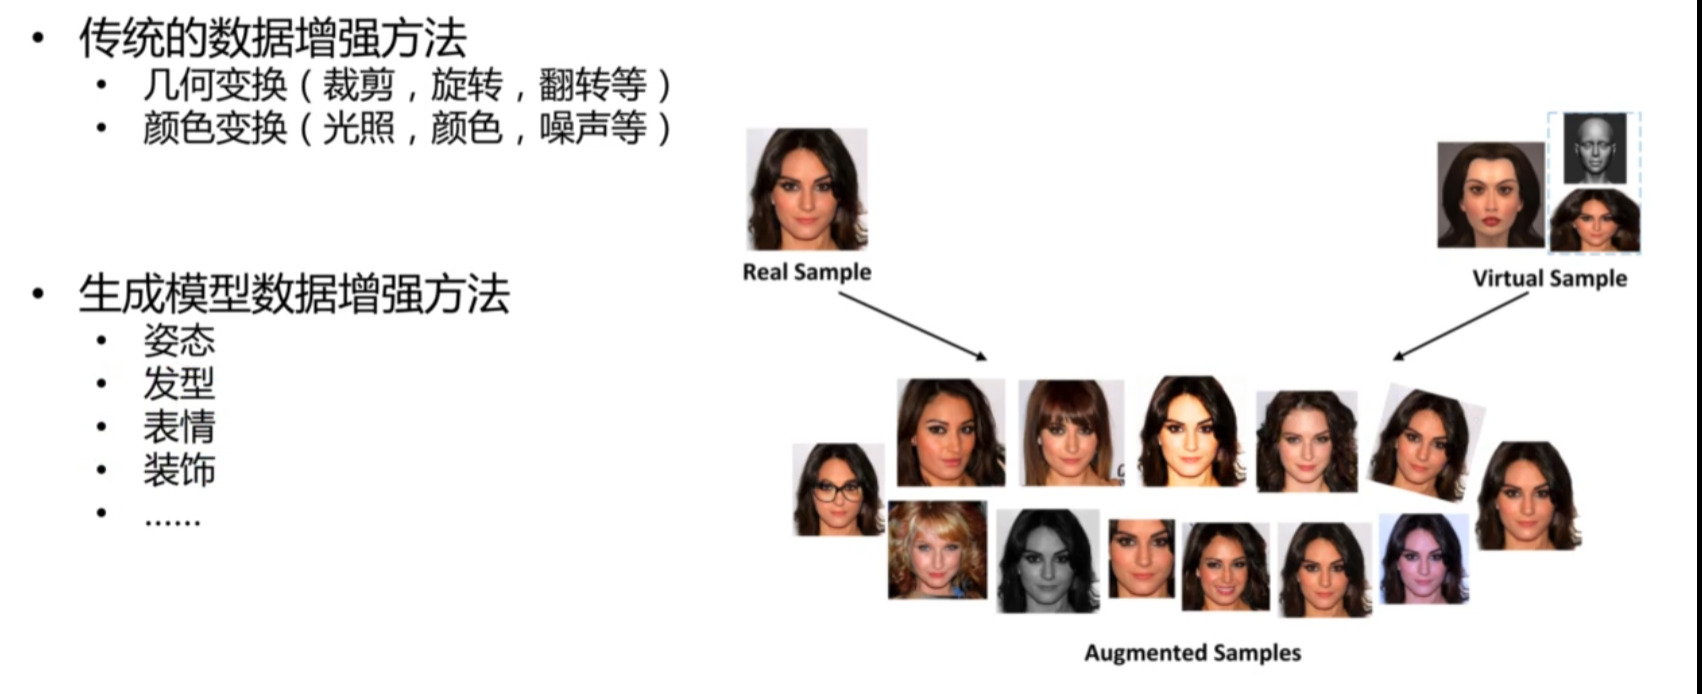 • 传统的数据增强方法
• 几何变换（裁剪，旋转，翻转等）
• 颜色变换（光照，颜色，噪声等）
• 生成模型数据增强方法
• 姿态
• 发型
• 表情
• 装饰
• ......
Real Sample
Virtual Sample
Augmented Samples